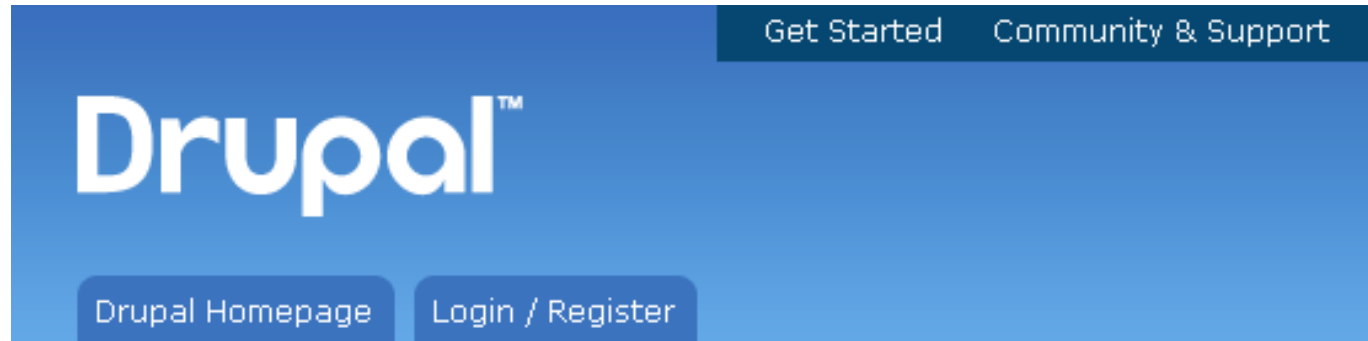 Get Started Community & Support
Drupal™
Drupal Homepage Login / Register